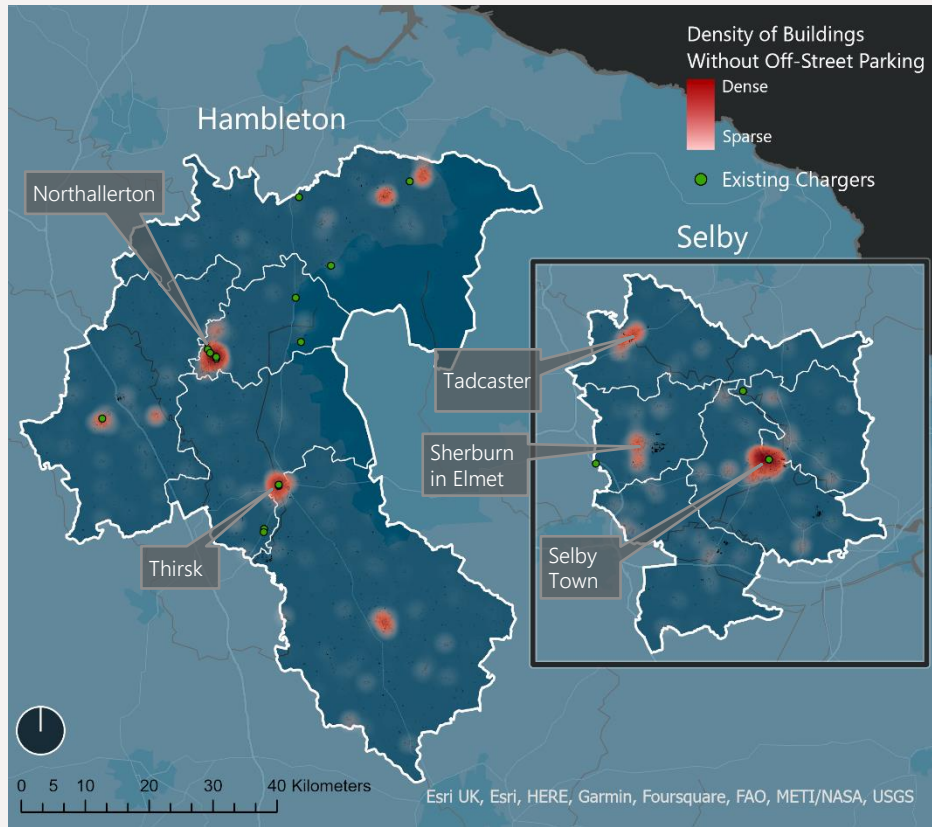 Density of Buildings
Without Off-Street Parking
Dense
Sparse
Existing Chargers
Hambleton
Northallerton
Selby
Tadcaster
Sherburn
in Elmet
Thirsk
Selby
Town
0 5 10 20 30 40 Kilometers
Esri UK, Esri, HERE, Garmin, Foursquare, FAO, METI/NASA, USGS